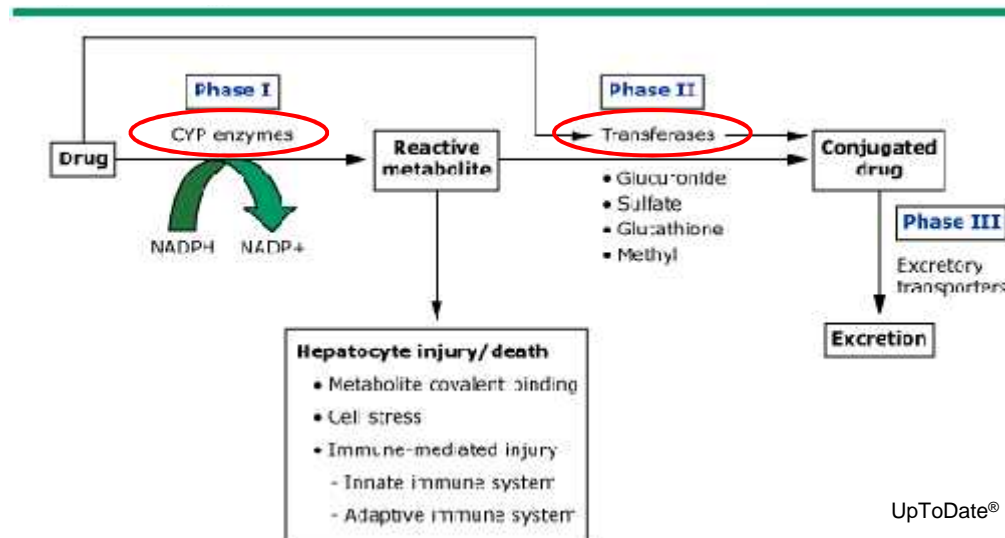 Phase I
Phase II
CYP enzymes
Transferases
Drug
Reactive
metabolite
Conjugated
drug
• Glucuronide
• Sulfate
• Glutathione
• Methyl
NADPH
NADP+
Phase III
Excretory
transporters
Excretion
Hepatocyte injury/death
• Metabolite covalent binding
• Cell stress
• Immune-mediated injury
- Innate immune system
- Adaptive immune system
UpToDate®